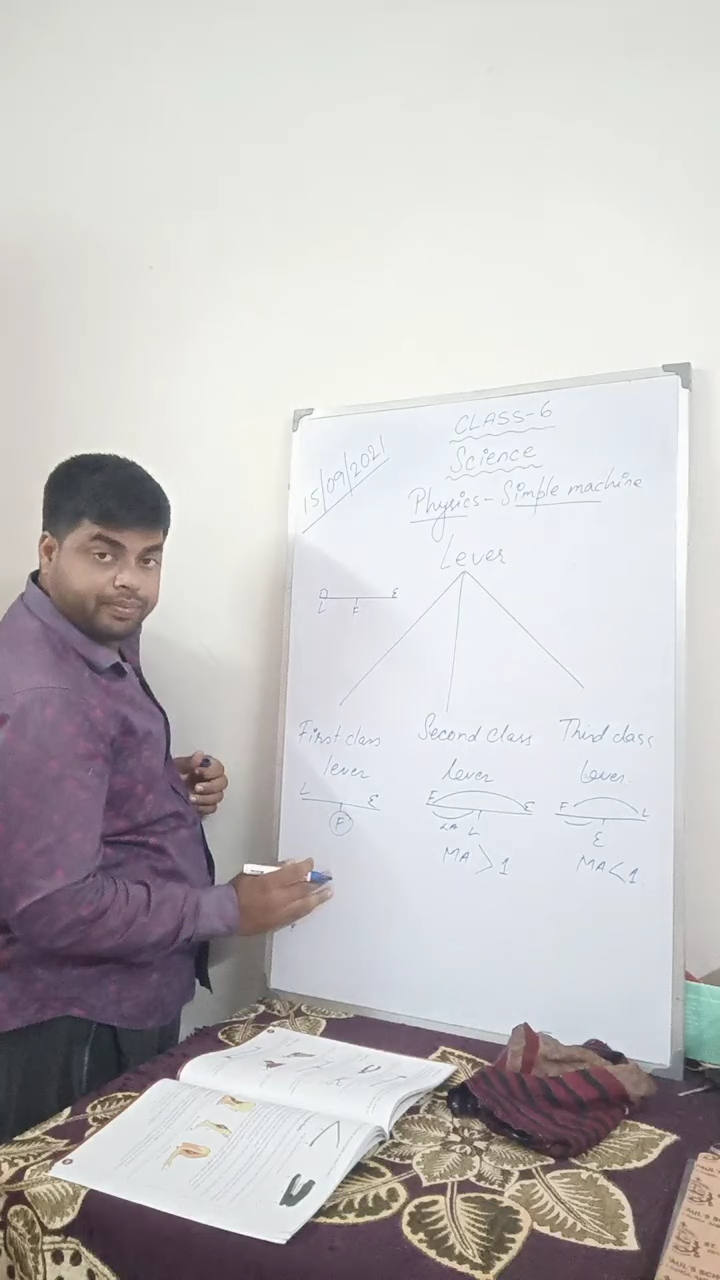 CLASS-6
15/09/2021
Science
Physics - Simple machine
Lever
L F E
First class
lever
L E
F
Second class
lever
F E
LA L
MA > 1
Third class
Lever
F L
E
MA < 1